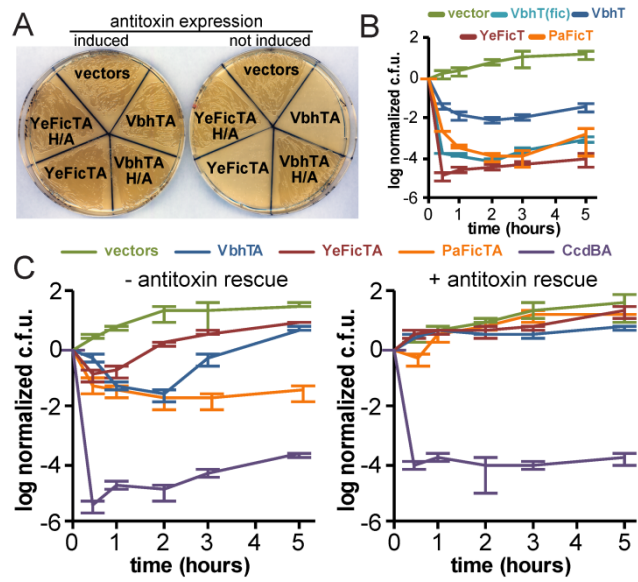 A
antitoxin expression
induced
not induced
vectors
YeFicTA
H/A
VbhTA
YeFicTA
VbhTA
H/A
vectors
YeFicTA
H/A
VbhTA
YeFicTA
VbhTA
H/A
B
vector VbhT(fic) VbhT
YeFicT PaFicT
log normalized c.f.u.
2
0
-2
-4
-6
0 1 2 3 4 5
time (hours)
vectors VbhTA YeFicTA PaFicTA CcdBA
C
- antitoxin rescue
log normalized c.f.u.
2
0
-2
-4
-6
0 1 2 3 4 5
time (hours)
+ antitoxin rescue
log normalized c.f.u.
2
0
-2
-4
-6
0 1 2 3 4 5
time (hours)